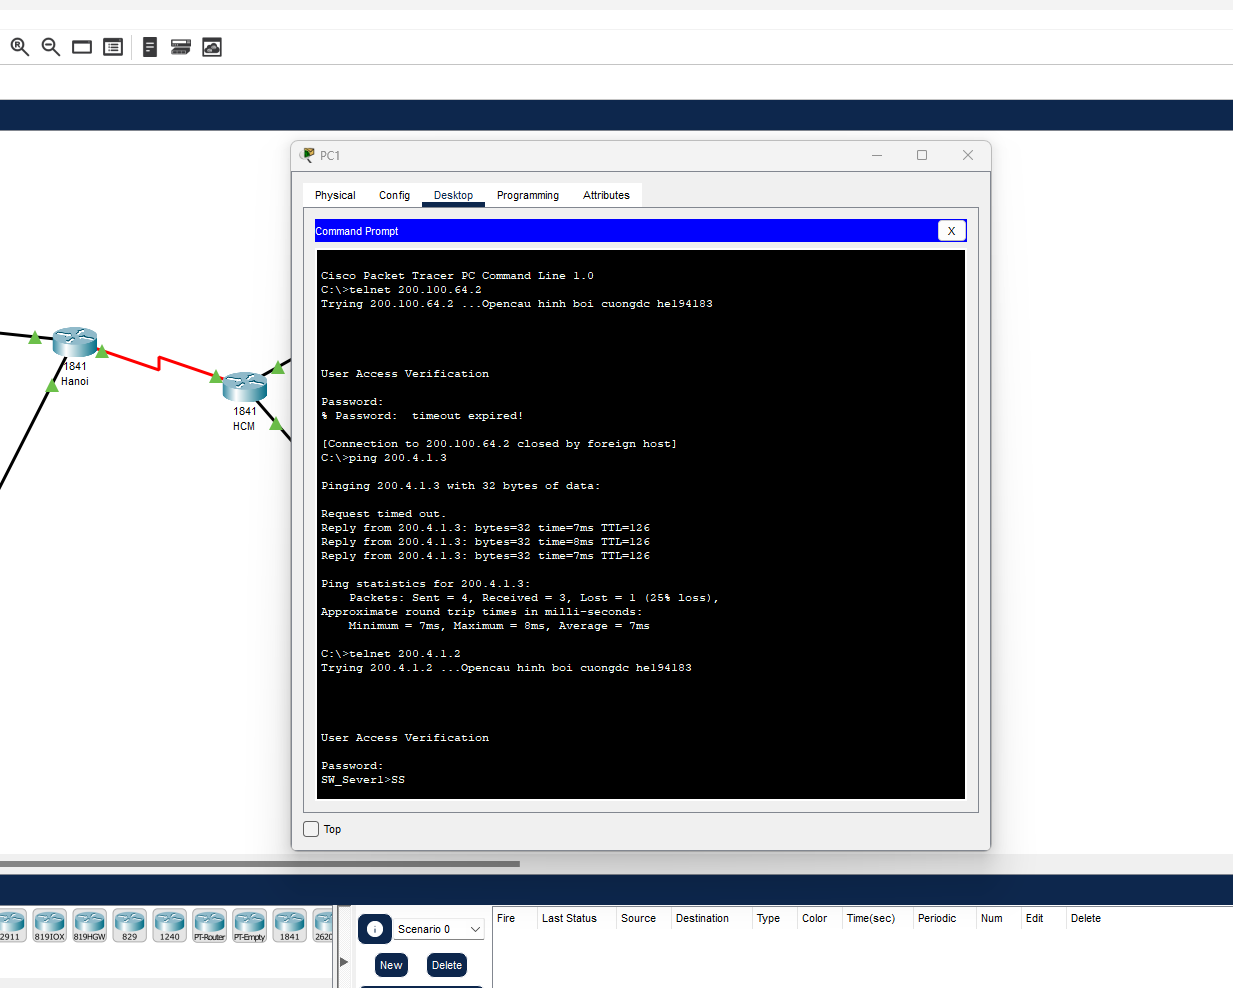 PC1
Physical Config Desktop Programming Attributes
Command Prompt X
Cisco Packet Tracer PC Command Line 1.0
C:\>telnet 200.100.64.2
Trying 200.100.64.2 ...Opencau hinh boi cuongdc he194183
User Access Verification
Password:
% Password:  timeout expired!
[Connection to 200.100.64.2 closed by foreign host]
C:\>ping 200.4.1.3
Pinging 200.4.1.3 with 32 bytes of data:
Request timed out.
Reply from 200.4.1.3: bytes=32 time=7ms TTL=126
Reply from 200.4.1.3: bytes=32 time=8ms TTL=126
Reply from 200.4.1.3: bytes=32 time=7ms TTL=126
Ping statistics for 200.4.1.3:
Packets: Sent = 4, Received = 3, Lost = 1 (25% loss),
Approximate round trip times in milli-seconds:
Minimum = 7ms, Maximum = 8ms, Average = 7ms
C:\>telnet 200.4.1.2
Trying 200.4.1.2 ...Opencau hinh boi cuongdc he194183
User Access Verification
Password:
SW_Sever1>SS
Top
1841
Hanoi
1841
HCM
2911 819IOX 819HGW 829 1240 PT-Router PT-Empty 1841 2620
Scenario 0
New Delete
Fire Last Status Source Destination Type Color Time(sec) Periodic Num Edit Delete